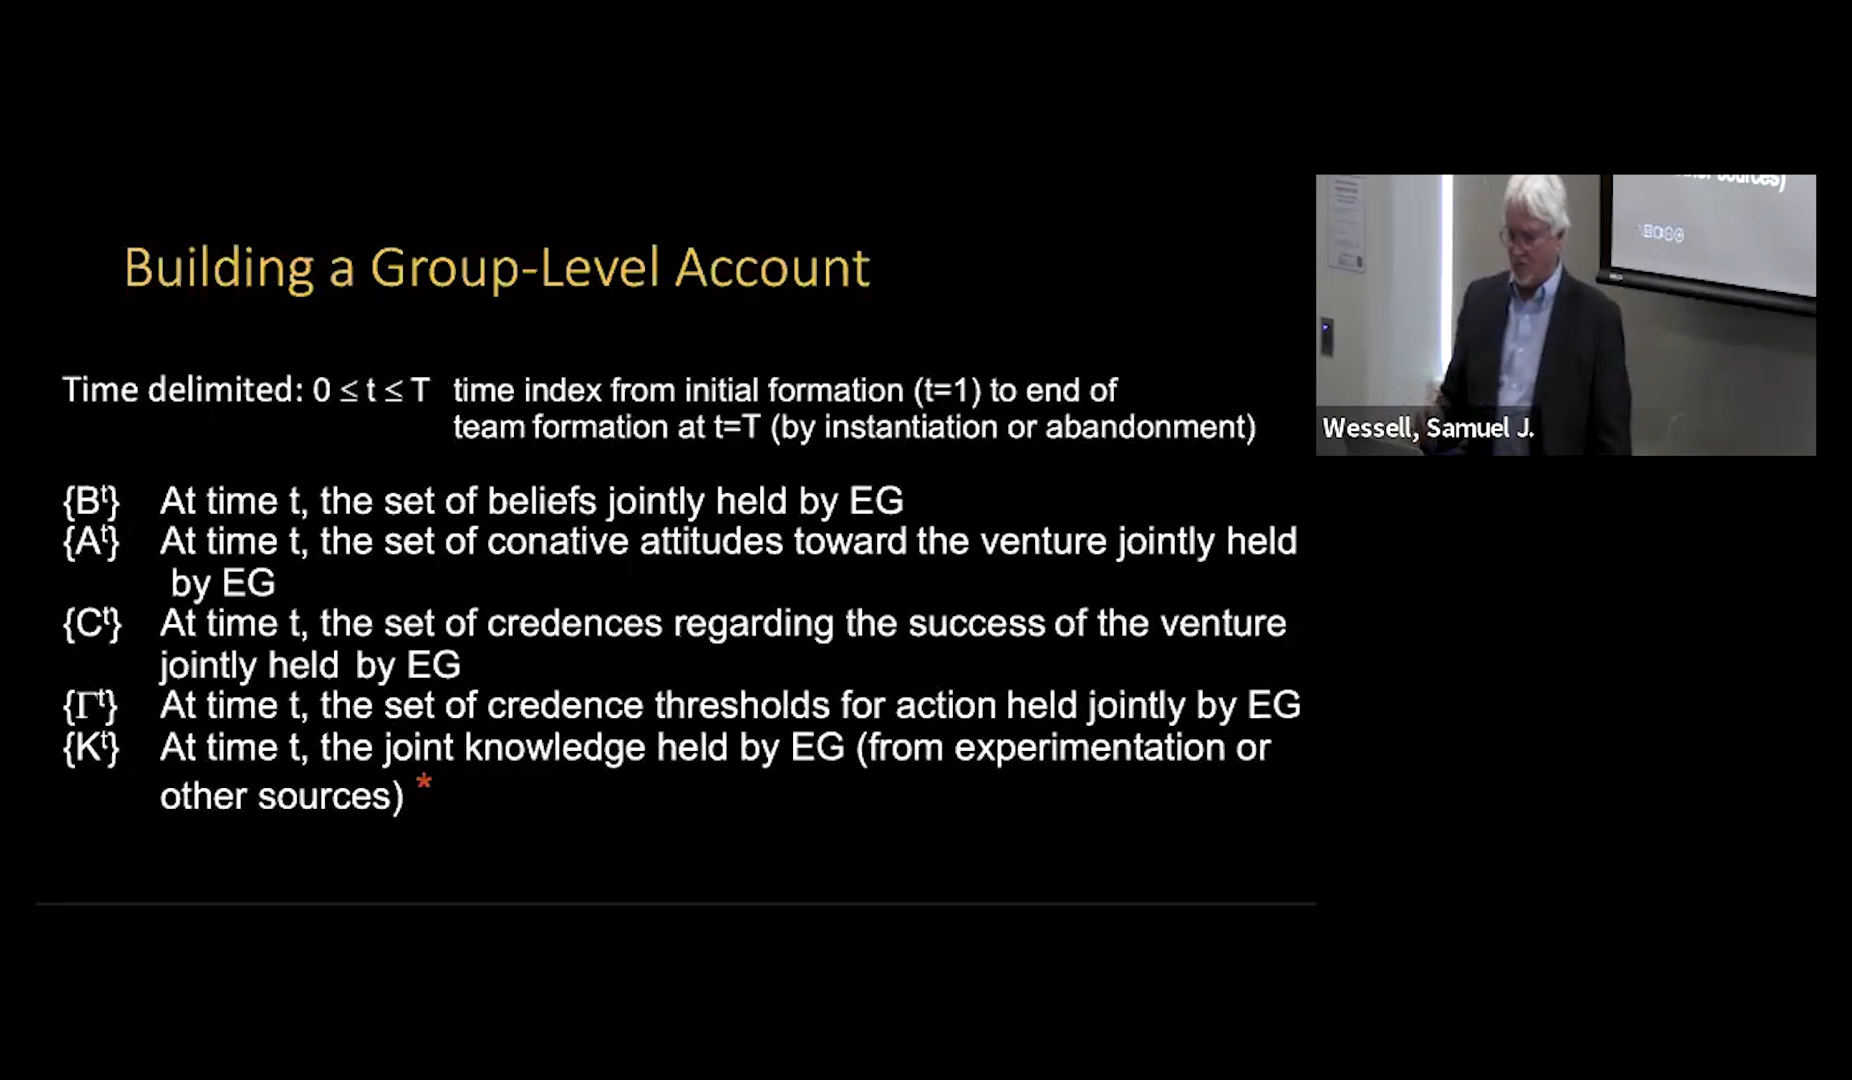 Building a Group-Level Account
Time delimited: 0 ≤ t ≤ T time index from initial formation (t=1) to end of
team formation at t=T (by instantiation or abandonment)
{Bᵗ} At time t, the set of beliefs jointly held by EG
{Aᵗ} At time t, the set of conative attitudes toward the venture jointly held
by EG
{Cᵗ} At time t, the set of credences regarding the success of the venture
jointly held by EG
{Γᵗ} At time t, the set of credence thresholds for action held jointly by EG
{Kᵗ} At time t, the joint knowledge held by EG (from experimentation or
other sources) *
sources)
Wessell, Samuel J.